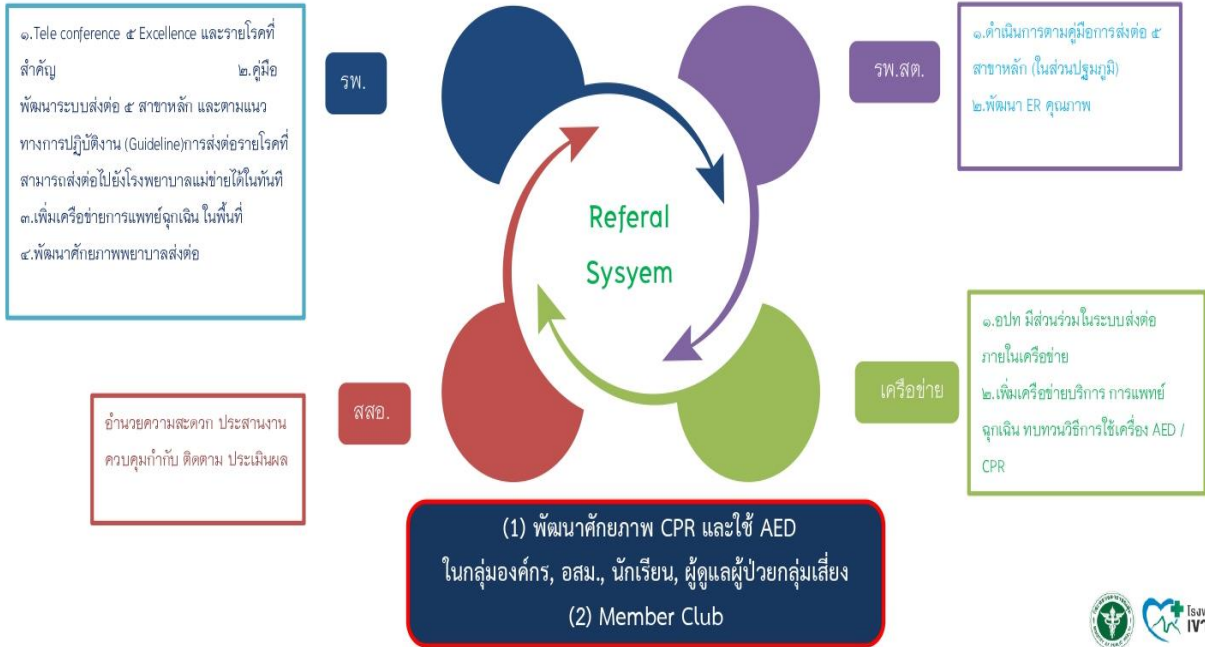 ๑.Tele conference ๕ Excellence และรายโรคที่
สำคัญ ๒.คู่มือ
พัฒนาระบบส่งต่อ ๕ สาขาหลัก และตามแนว
ทางการปฏิบัติงาน (Guideline)การส่งต่อรายโรคที่
สามารถส่งต่อไปยังโรงพยาบาลแม่ข่ายได้ในทันที
๓.เพิ่มเครือข่ายการแพทย์ฉุกเฉิน ในพื้นที่
๔.พัฒนาศักยภาพพยาบาลส่งต่อ
รพ.
รพ.สต.
๑.ดำเนินการตามคู่มือการส่งต่อ ๕
สาขาหลัก (ในส่วนปฐมภูมิ)
๒.พัฒนา ER คุณภาพ
Referal
Sysyem
อำนวยความสะดวก ประสานงาน
ควบคุมกำกับ ติดตาม ประเมินผล
สสอ.
เครือข่าย
๑.อปท มีส่วนร่วมในระบบส่งต่อ
ภายในเครือข่าย
๒.เพิ่มเครือข่ายบริการ การแพทย์
ฉุกเฉิน ทบทวนวิธีการใช้เครื่อง AED /
CPR
(1) พัฒนาศักยภาพ CPR และใช้ AED
ในกลุ่มองค์กร, อสม., นักเรียน, ผู้ดูแลผู้ป่วยกลุ่มเสี่ยง
(2) Member Club